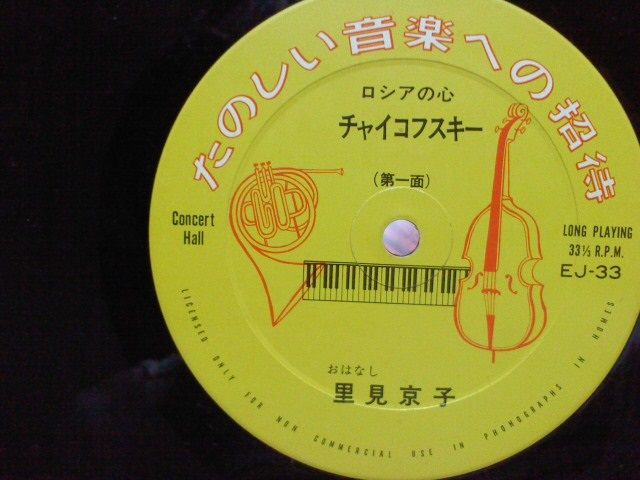 たのしい音楽への招待
ロシアの心
チャイコフスキー
(第一面)
Concert
Hall
LONG PLAYING
33⅓ R.P.M.
EJ-33
おはなし
里見京子
LICENSED ONLY FOR NON COMMERCIAL USE IN PHONOGRAPHS IN HOMES